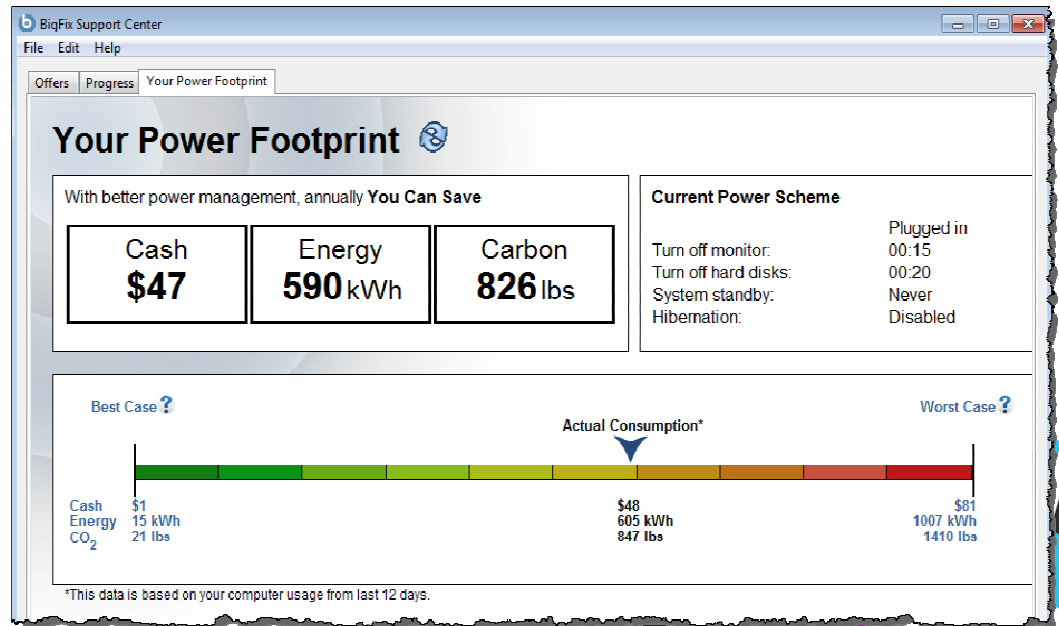 BigFix Support Center
File Edit Help
Offers Progress Your Power Footprint
Your Power Footprint
With better power management, annually You Can Save
Cash
$47
Energy
590 kWh
Carbon
826 lbs
Current Power Scheme
Plugged in
Turn off monitor: 00:15
Turn off hard disks: 00:20
System standby: Never
Hibernation: Disabled
Best Case ?
Worst Case ?
Actual Consumption*
Cash $1 $48 $81
Energy 15 kWh 605 kWh 1007 kWh
CO2 21 lbs 847 lbs 1410 lbs
*This data is based on your computer usage from last 12 days.